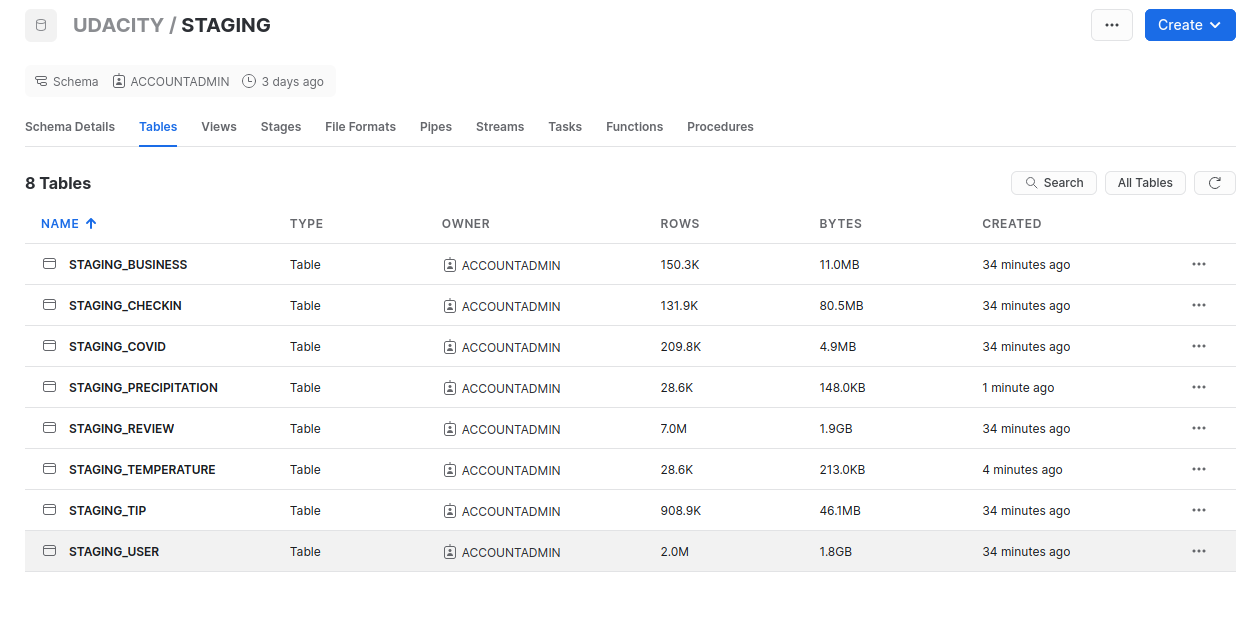 UDACITY / STAGING
Create
Schema ACCOUNTADMIN 3 days ago
Schema Details Tables Views Stages File Formats Pipes Streams Tasks Functions Procedures
8 Tables Search All Tables
NAME TYPE OWNER ROWS BYTES CREATED
STAGING_BUSINESS Table ACCOUNTADMIN 150.3K 11.0MB 34 minutes ago
STAGING_CHECKIN Table ACCOUNTADMIN 131.9K 80.5MB 34 minutes ago
STAGING_COVID Table ACCOUNTADMIN 209.8K 4.9MB 34 minutes ago
STAGING_PRECIPITATION Table ACCOUNTADMIN 28.6K 148.0KB 1 minute ago
STAGING_REVIEW Table ACCOUNTADMIN 7.0M 1.9GB 34 minutes ago
STAGING_TEMPERATURE Table ACCOUNTADMIN 28.6K 213.0KB 4 minutes ago
STAGING_TIP Table ACCOUNTADMIN 908.9K 46.1MB 34 minutes ago
STAGING_USER Table ACCOUNTADMIN 2.0M 1.8GB 34 minutes ago